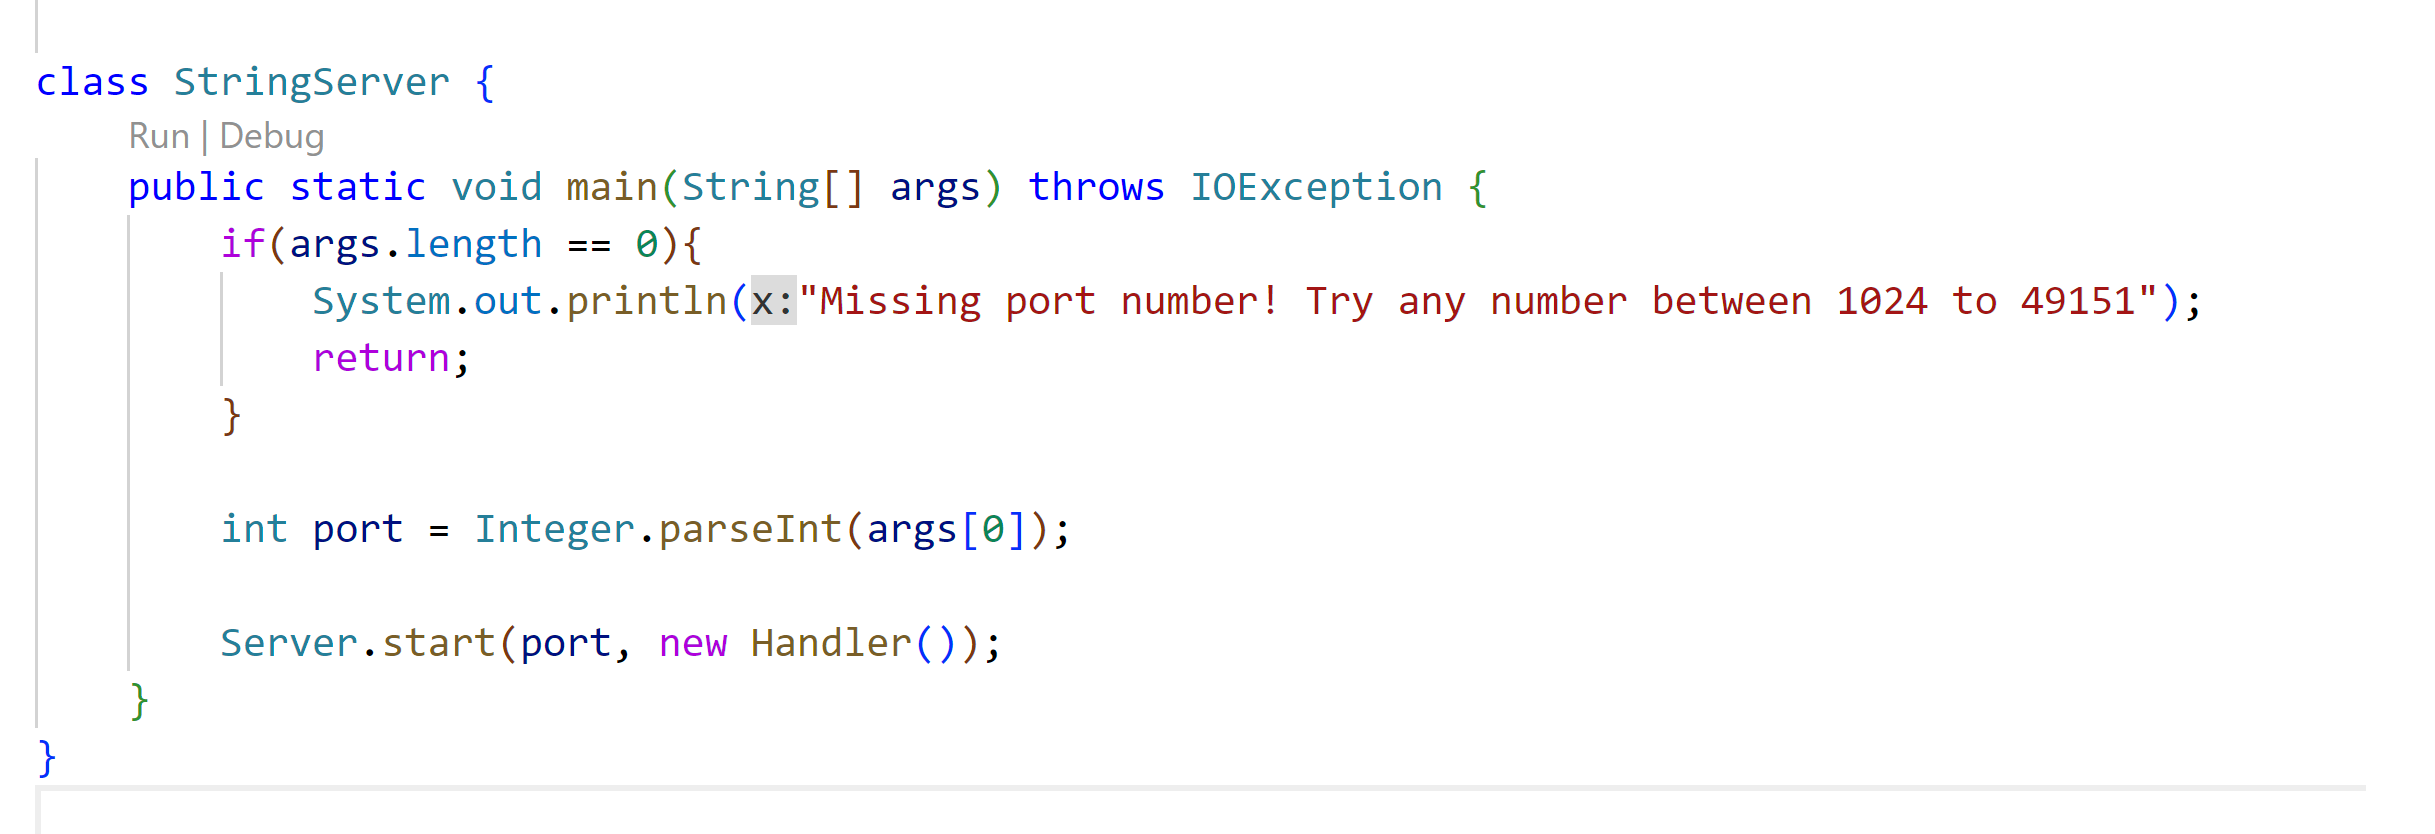 class StringServer {
Run | Debug
public static void main(String[] args) throws IOException {
if(args.length == 0){
System.out.println(x:"Missing port number! Try any number between 1024 to 49151");
return;
}
int port = Integer.parseInt(args[0]);
Server.start(port, new Handler());
}
}